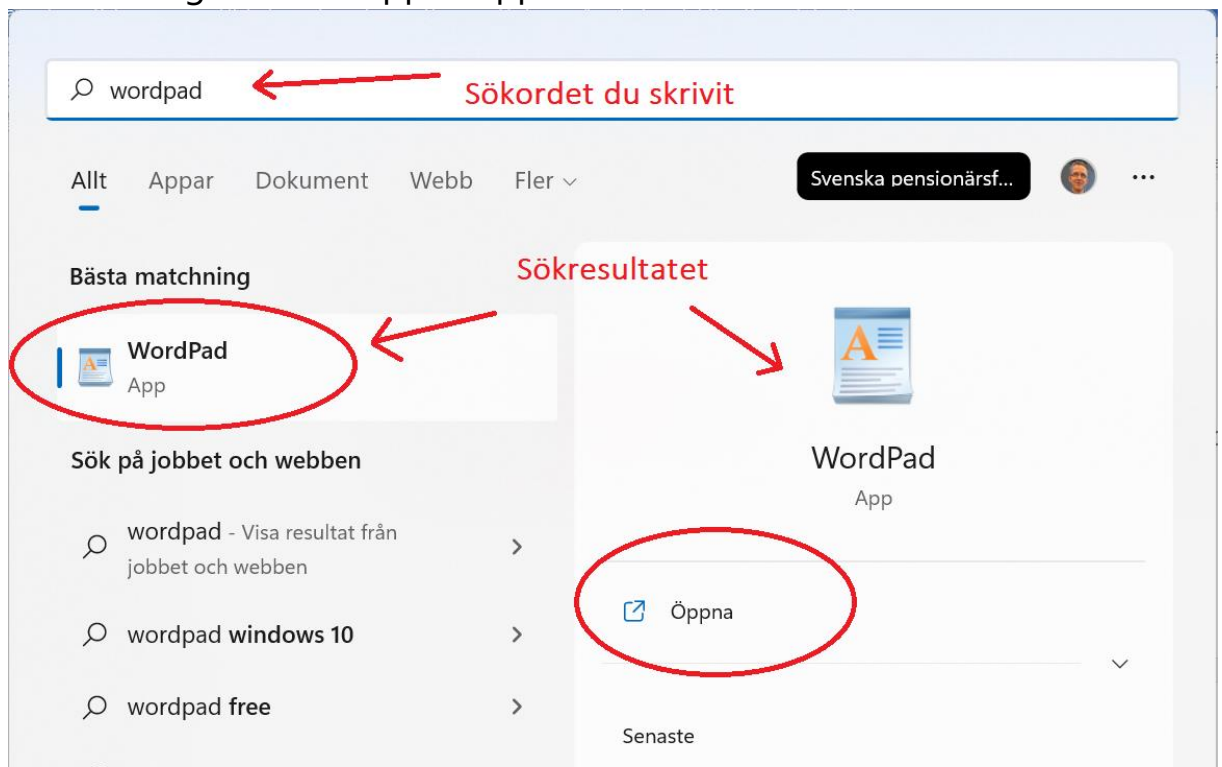 wordpad
Sökordet du skrivit
Allt Appar Dokument Webb Fler
Svenska pensionärsf... ...
Bästa matchning
Sökresultatet
WordPad
App
Sök på jobbet och webben
wordpad - Visa resultat från
jobbet och webben
wordpad windows 10
wordpad free
WordPad
App
Öppna
Senaste